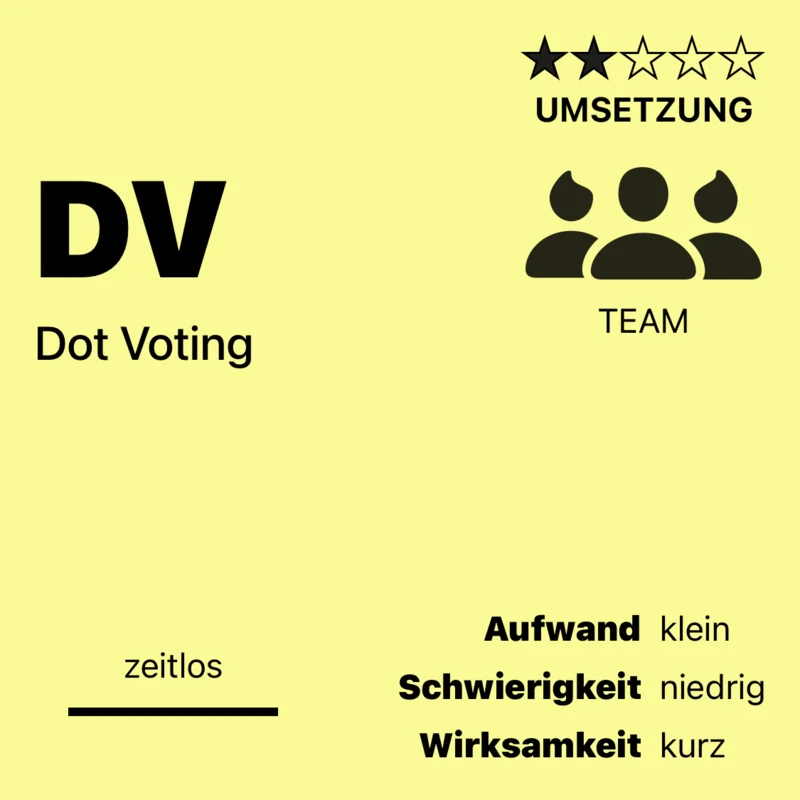 UMSETZUNG
DV
Dot Voting
TEAM
zeitlos
Aufwand klein
Schwierigkeit niedrig
Wirksamkeit kurz